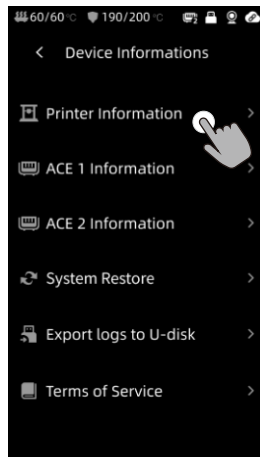 60/60°C 190/200°C
< Device Informations
Printer Information >
ACE 1 Information >
ACE 2 Information >
System Restore >
Export logs to U-disk >
Terms of Service >